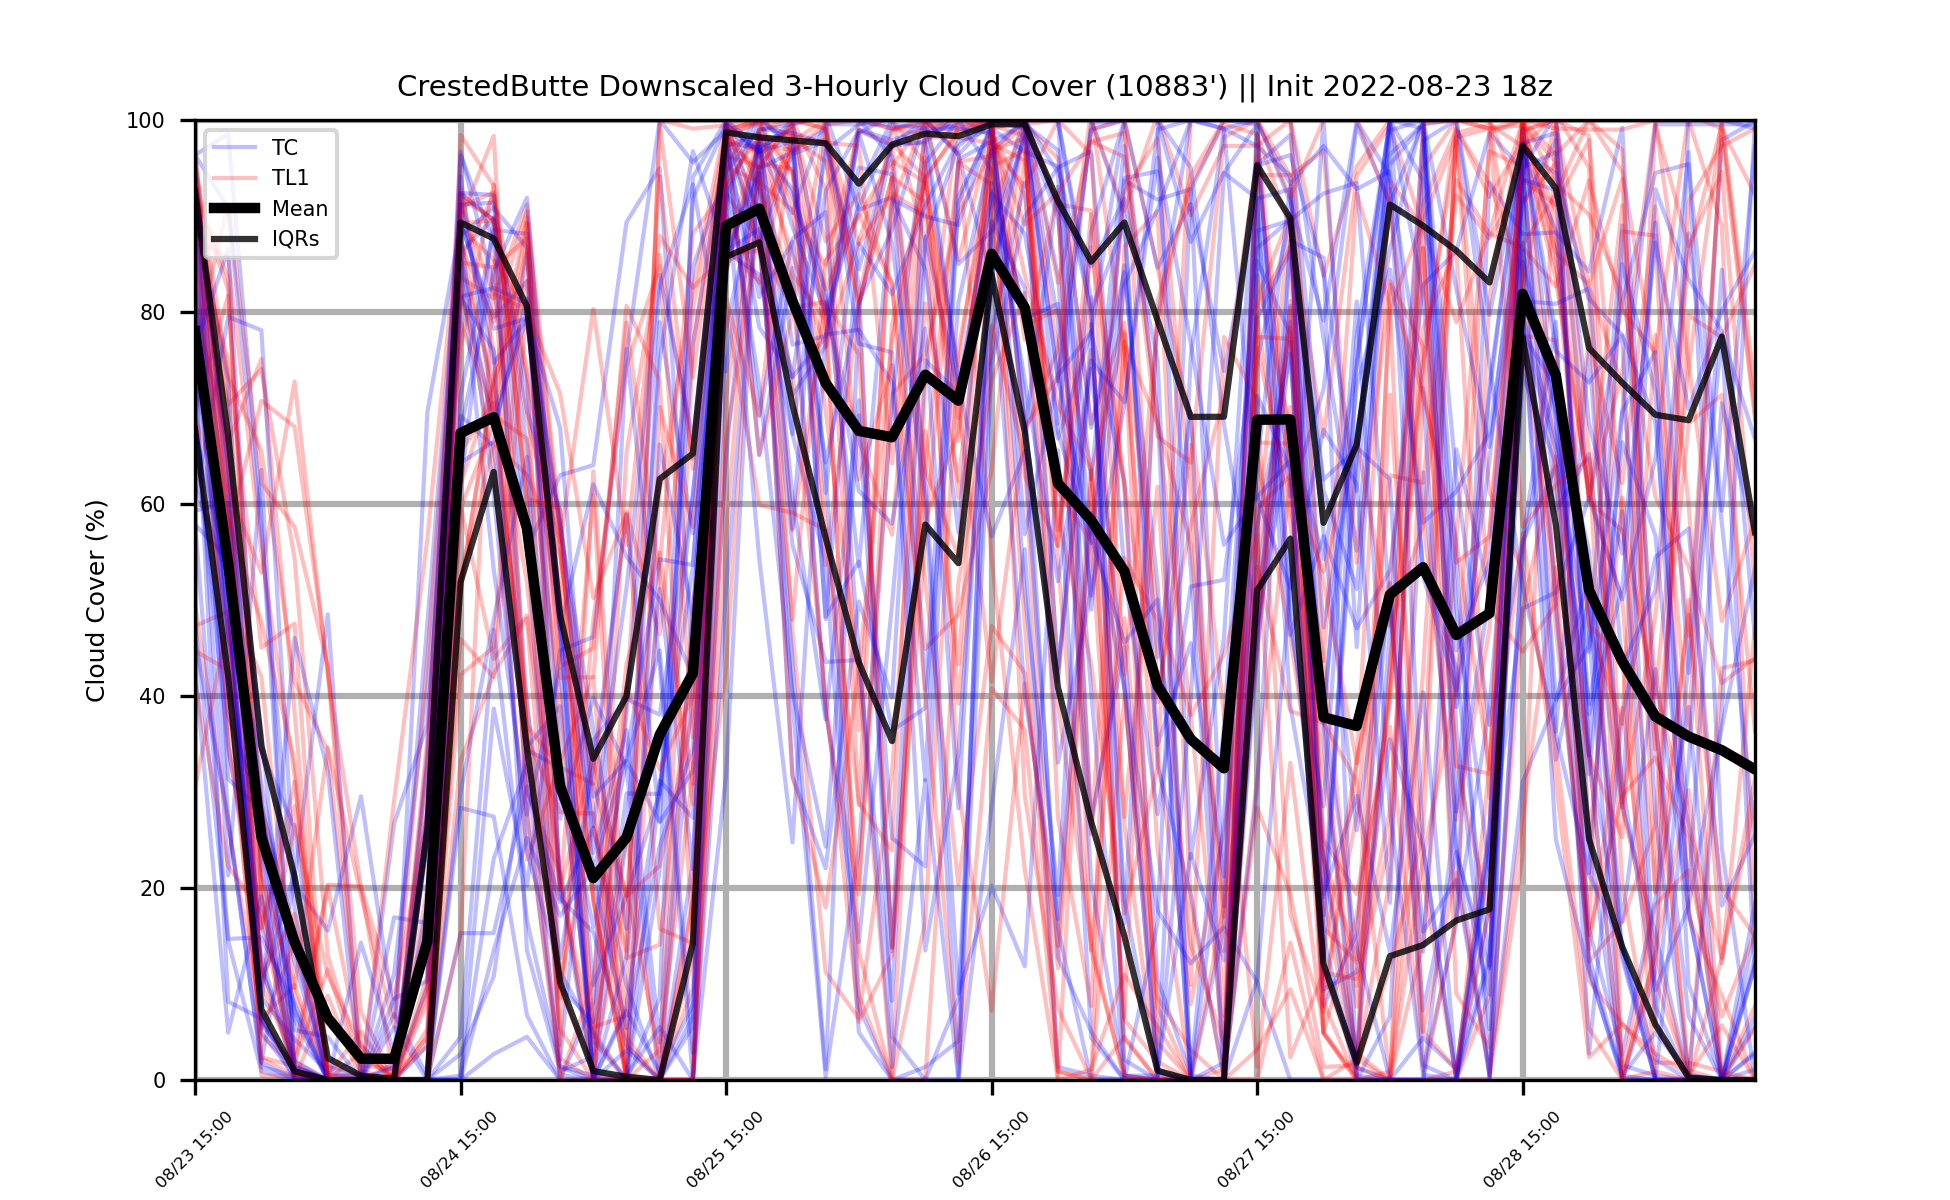 CrestedButte Downscaled 3-Hourly Cloud Cover (10883') || Init 2022-08-23 18z
TC
TL1
Mean
IQRs
Cloud Cover (%)
100
80
60
40
20
0
08/23 15:00
08/24 15:00
08/25 15:00
08/26 15:00
08/27 15:00
08/28 15:00